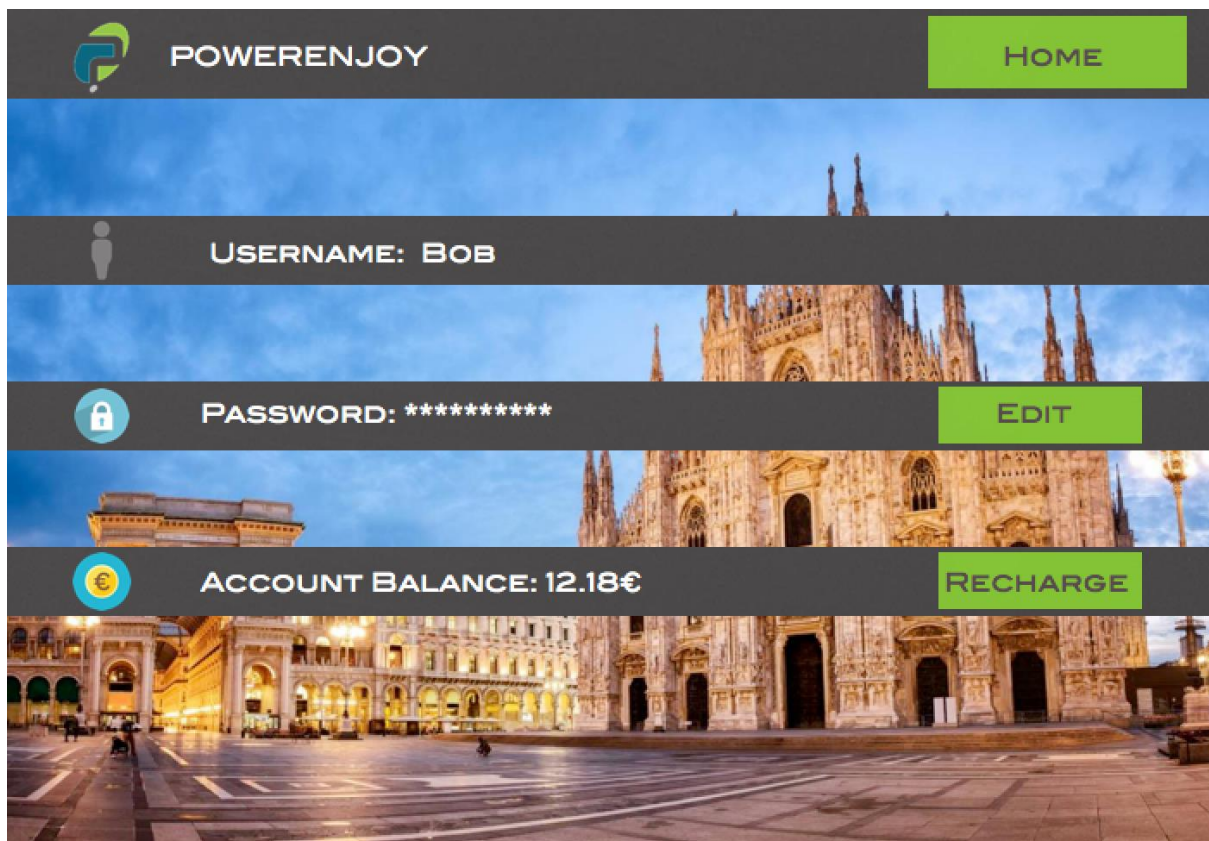 POWERENJOY
HOME
USERNAME: BOB
PASSWORD: **********
EDIT
ACCOUNT BALANCE: 12.18€
RECHARGE